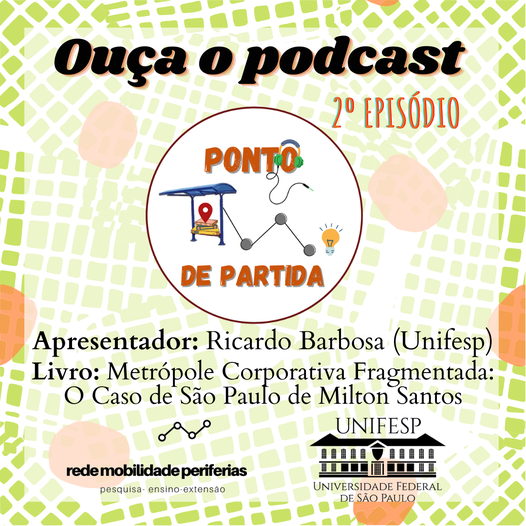 Ouça o podcast
2º EPISÓDIO
PONTO
DE PARTIDA
Apresentador: Ricardo Barbosa (Unifesp)
Livro: Metrópole Corporativa Fragmentada:
O Caso de São Paulo de Milton Santos
rede mobilidade periferias
pesquisa· ensino·extensão
UNIFESP
UNIVERSIDADE FEDERAL
DE SÃO PAULO